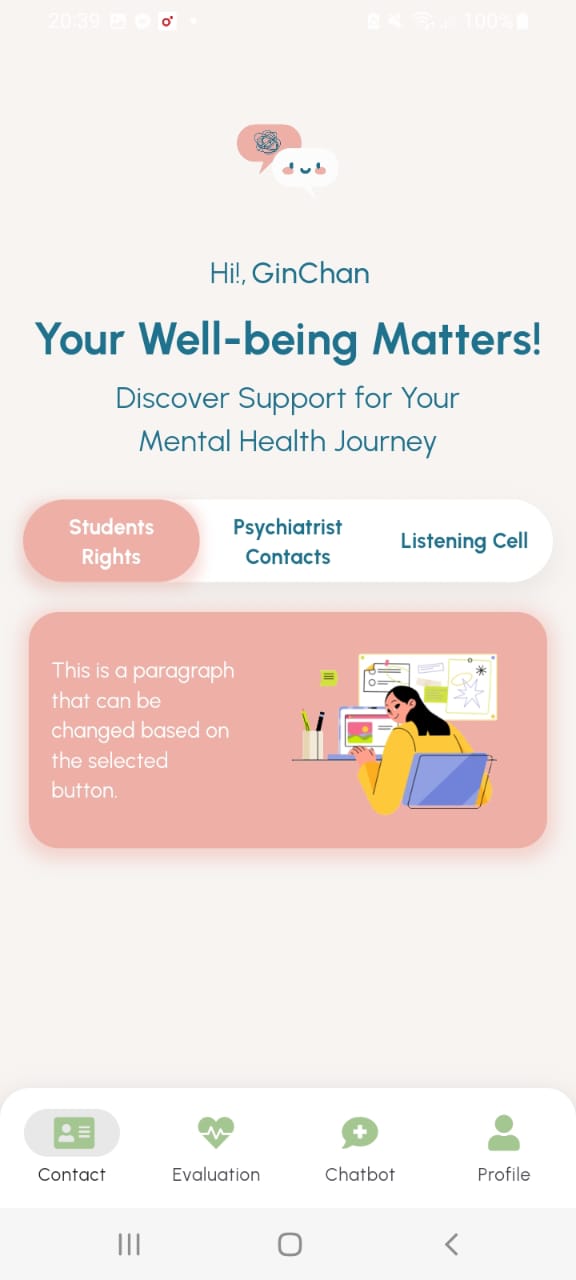 20:39
100%
Hi!, GinChan
Your Well-being Matters!
Discover Support for Your
Mental Health Journey
Students
Rights
Psychiatrist
Contacts
Listening Cell
This is a paragraph
that can be
changed based on
the selected
button.
Contact
Evaluation
Chatbot
Profile